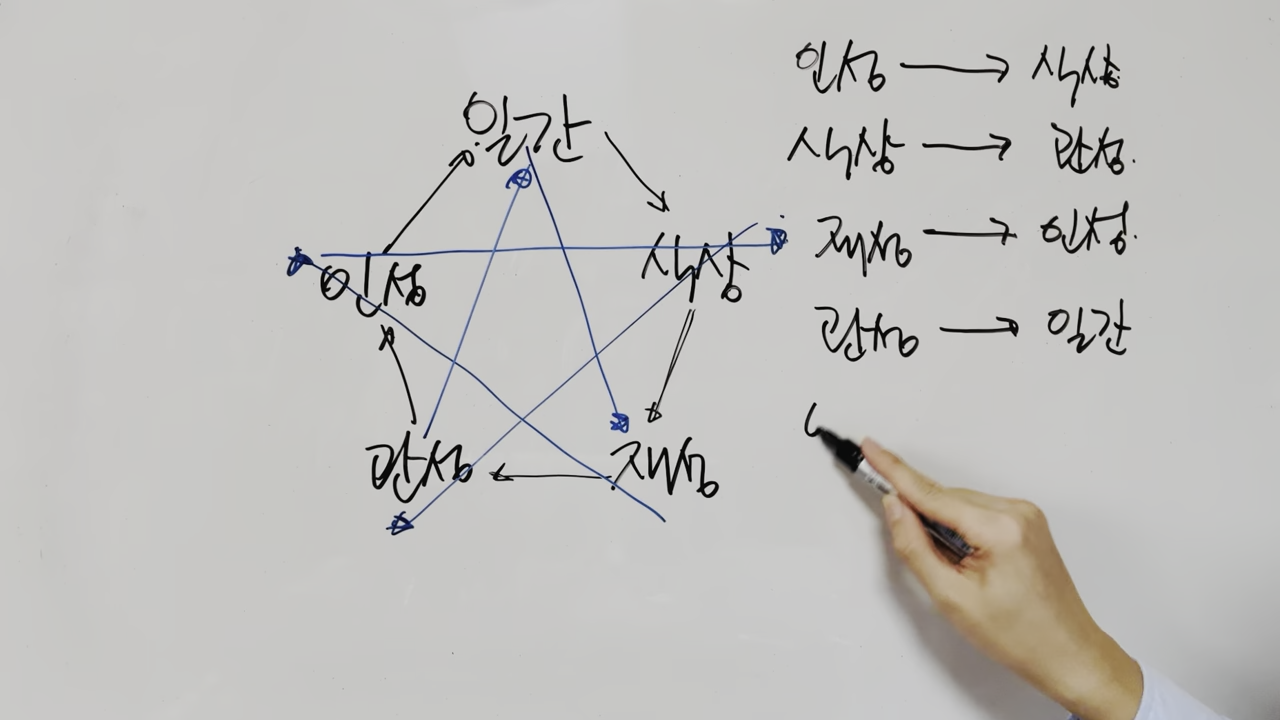 일간
인성 식상
관성 재성
인성 → 식상
식상 → 관성
재성 → 인성
관성 → 일간